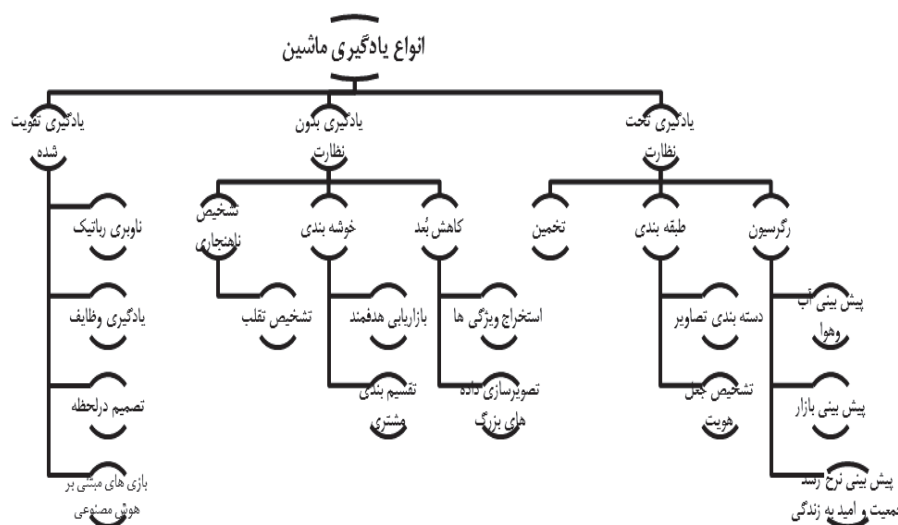 انواع یادگیری ماشین
یادگیری تحت
نظارت
رگرسیون
پیش بینی آب
وهوا
پیش بینی بازار
پیش بینی نرخ رشد
جمعیت و امید به زندگی
طبقه بندی
دسته بندی تصاویر
تشخیص جعل
هویت
تخمین
یادگیری بدون
نظارت
کاهش بُعد
استخراج ویژگی ها
تصویرسازی داده
های بزرگ
خوشه بندی
بازاریابی هدفمند
تقسیم بندی
مشتری
تشخیص
ناهنجاری
تشخیص تقلب
یادگیری تقویت
شده
ناوبری رباتیک
یادگیری وظایف
تصمیم درلحظه
بازی های مبتنی بر
هوش مصنوعی